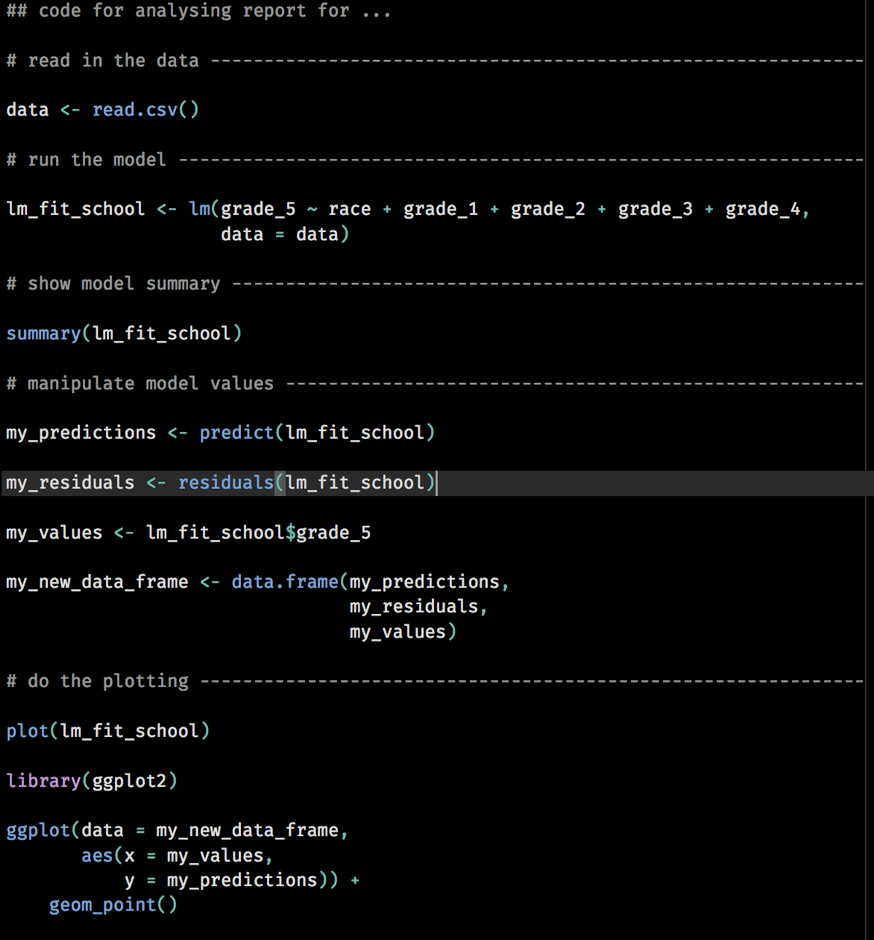 ## code for analysing report for ...
# read in the data -------------------------------------------------------------
data <- read.csv()
# run the model ----------------------------------------------------------------
lm_fit_school <- lm(grade_5 ~ race + grade_1 + grade_2 + grade_3 + grade_4,
                    data = data)
# show model summary -----------------------------------------------------------
summary(lm_fit_school)
# manipulate model values ------------------------------------------------------
my_predictions <- predict(lm_fit_school)
my_residuals <- residuals(lm_fit_school)
my_values <- lm_fit_school$grade_5
my_new_data_frame <- data.frame(my_predictions,
                                my_residuals,
                                my_values)
# do the plotting --------------------------------------------------------------
plot(lm_fit_school)
library(ggplot2)
ggplot(data = my_new_data_frame,
       aes(x = my_values,
           y = my_predictions)) +
    geom_point()